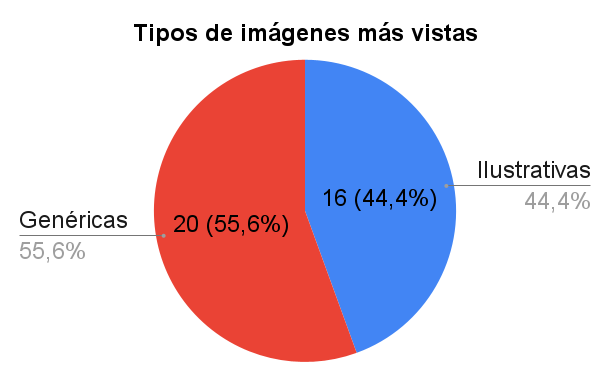 Tipos de imágenes más vistas
Ilustrativas
44,4%
16 (44,4%)
Genéricas
55,6%
20 (55,6%)